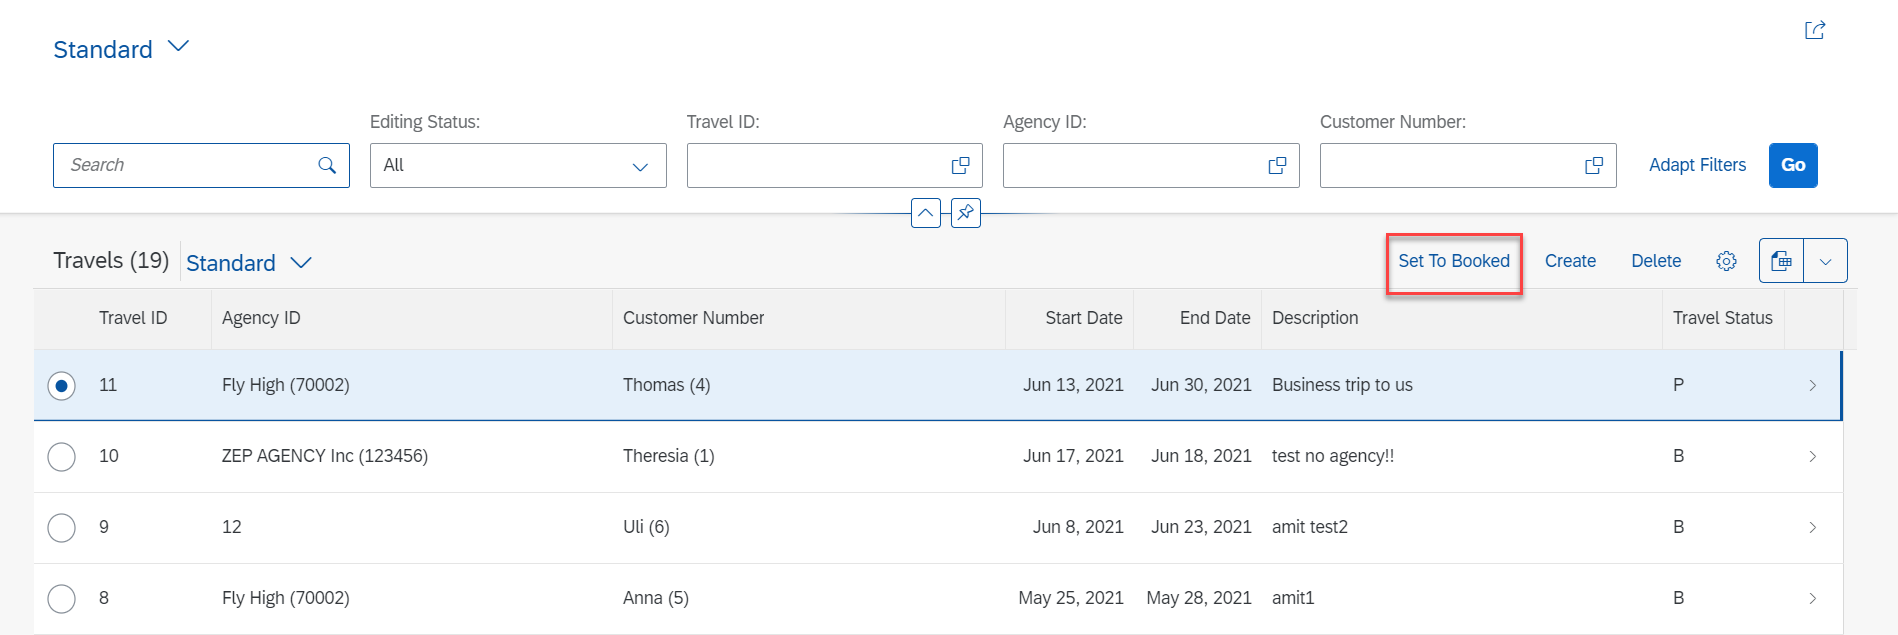 Standard
Editing Status: Travel ID: Agency ID: Customer Number:
Search All Adapt Filters Go
Travels (19) Standard Set To Booked Create Delete
Travel ID Agency ID Customer Number Start Date End Date Description Travel Status
11 Fly High (70002) Thomas (4) Jun 13, 2021 Jun 30, 2021 Business trip to us P
10 ZEP AGENCY Inc (123456) Theresia (1) Jun 17, 2021 Jun 18, 2021 test no agency!! B
9 12 Uli (6) Jun 8, 2021 Jun 23, 2021 amit test2 B
8 Fly High (70002) Anna (5) May 25, 2021 May 28, 2021 amit1 B